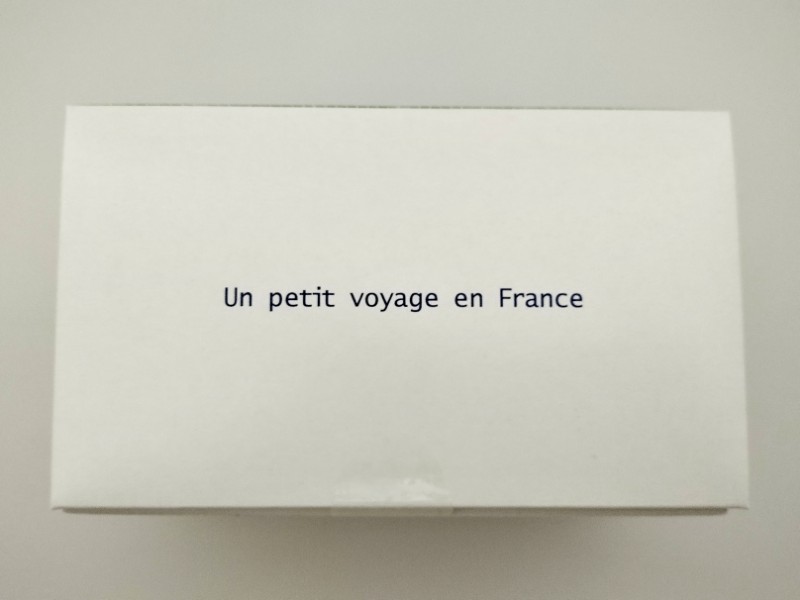 Un petit voyage en France